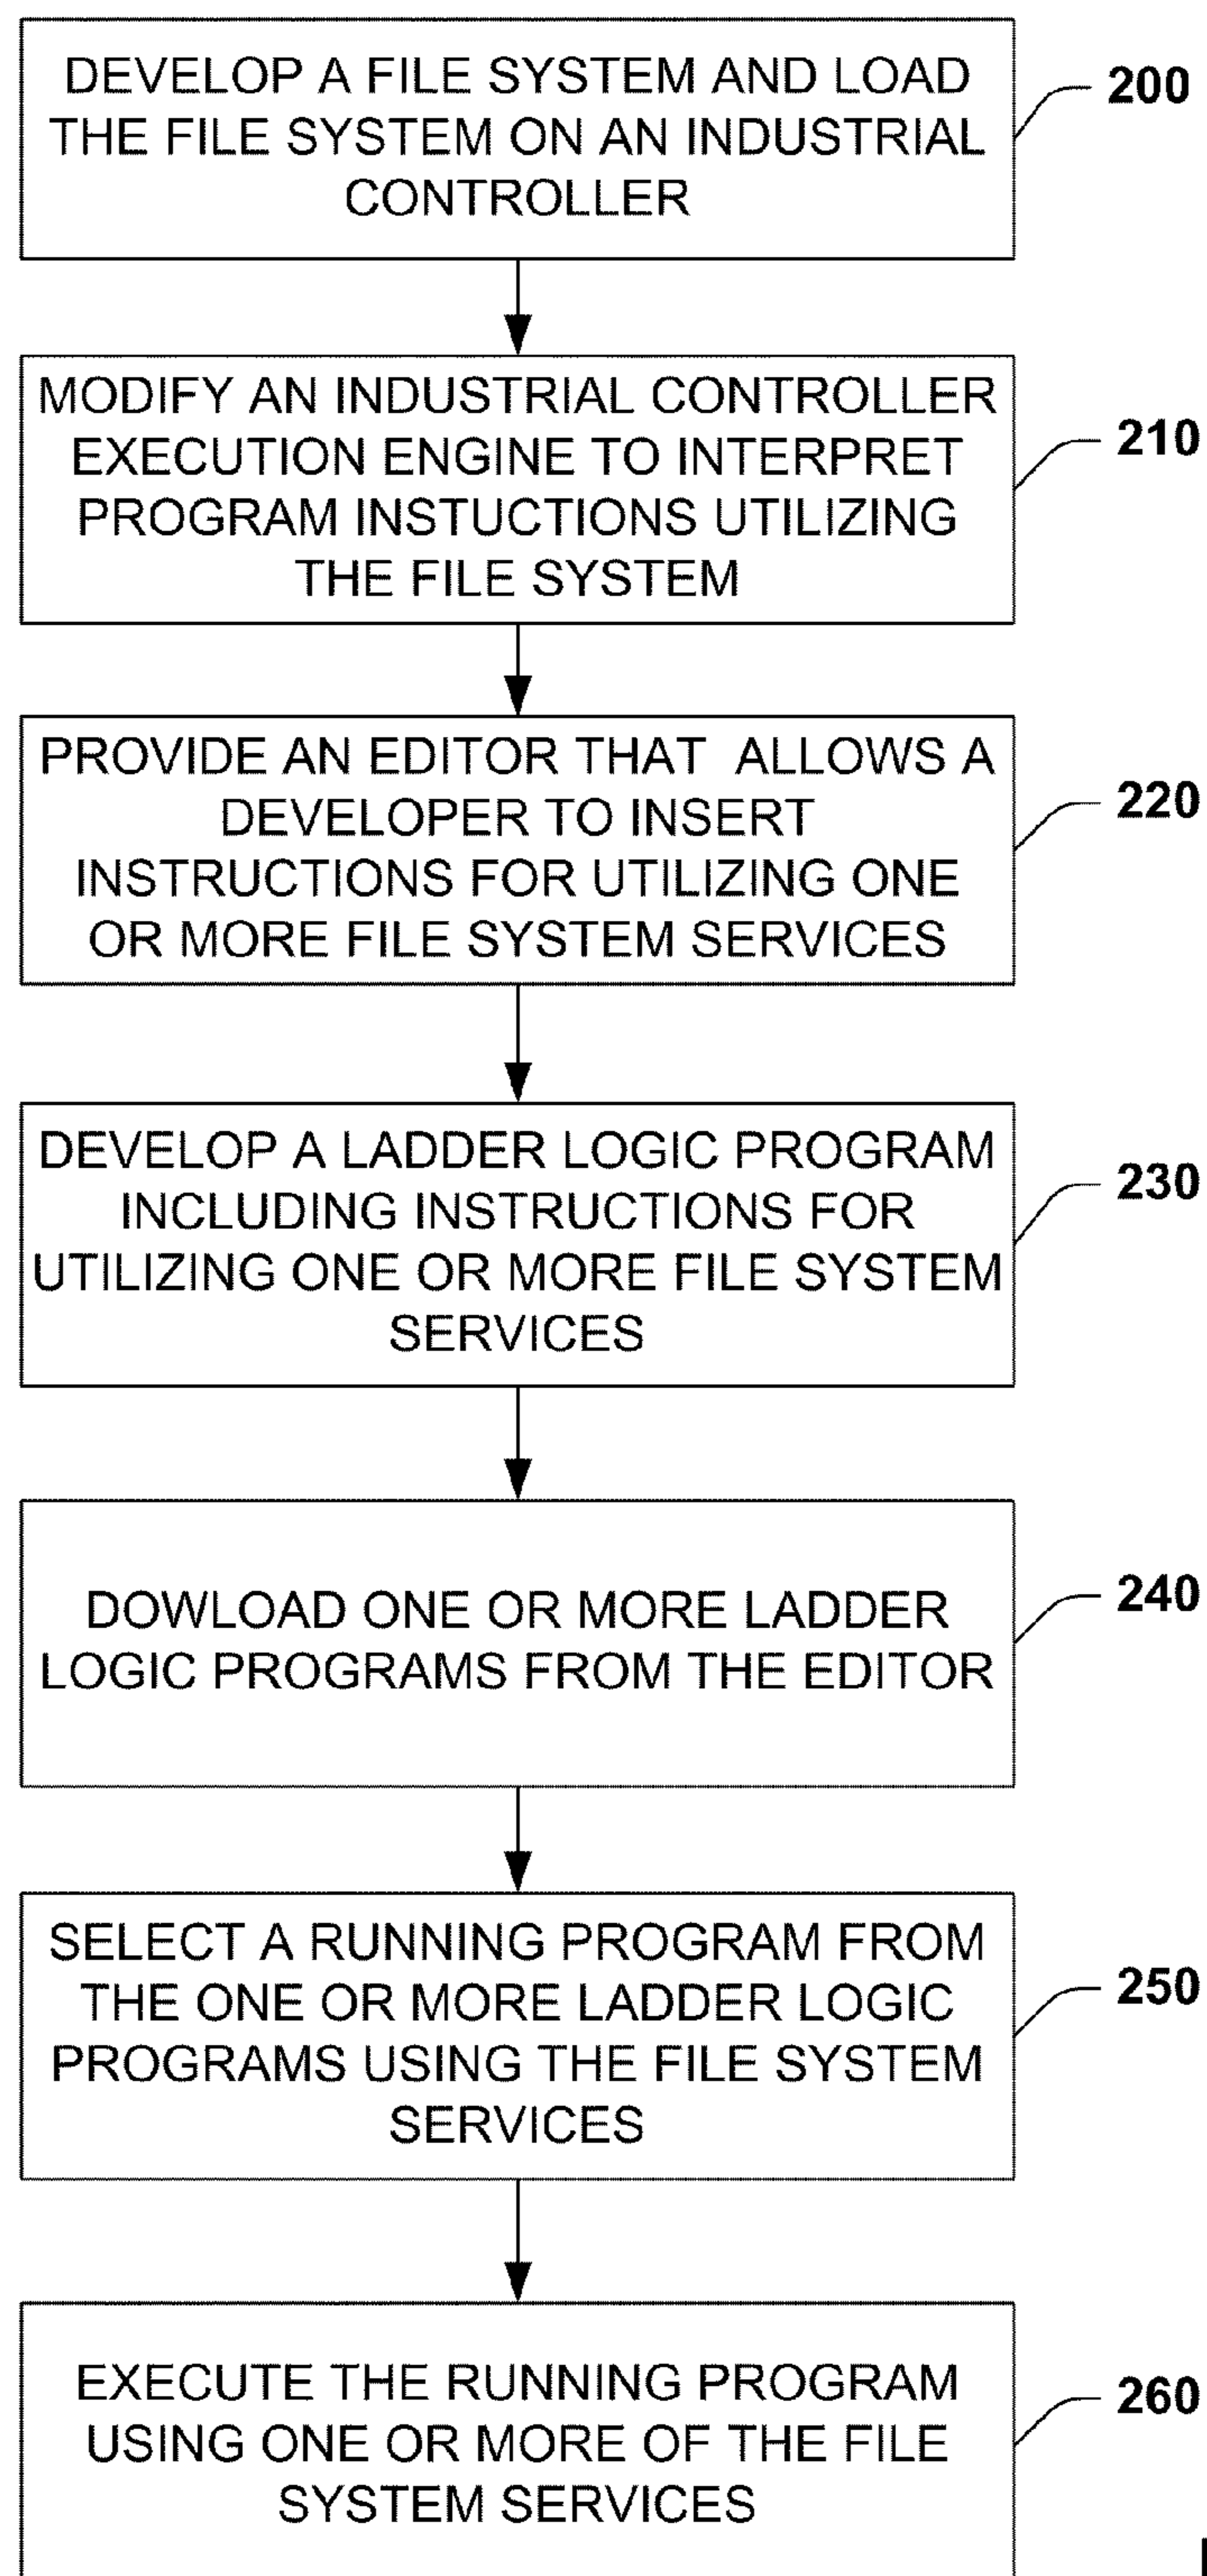 DEVELOP A FILE SYSTEM AND LOAD
THE FILE SYSTEM ON AN INDUSTRIAL
CONTROLLER
200
MODIFY AN INDUSTRIAL CONTROLLER
EXECUTION ENGINE TO INTERPRET
PROGRAM INSTUCTIONS UTILIZING
THE FILE SYSTEM
210
PROVIDE AN EDITOR THAT ALLOWS A
DEVELOPER TO INSERT
INSTRUCTIONS FOR UTILIZING ONE
OR MORE FILE SYSTEM SERVICES
220
DEVELOP A LADDER LOGIC PROGRAM
INCLUDING INSTRUCTIONS FOR
UTILIZING ONE OR MORE FILE SYSTEM
SERVICES
230
DOWLOAD ONE OR MORE LADDER
LOGIC PROGRAMS FROM THE EDITOR
240
SELECT A RUNNING PROGRAM FROM
THE ONE OR MORE LADDER LOGIC
PROGRAMS USING THE FILE SYSTEM
SERVICES
250
EXECUTE THE RUNNING PROGRAM
USING ONE OR MORE OF THE FILE
SYSTEM SERVICES
260